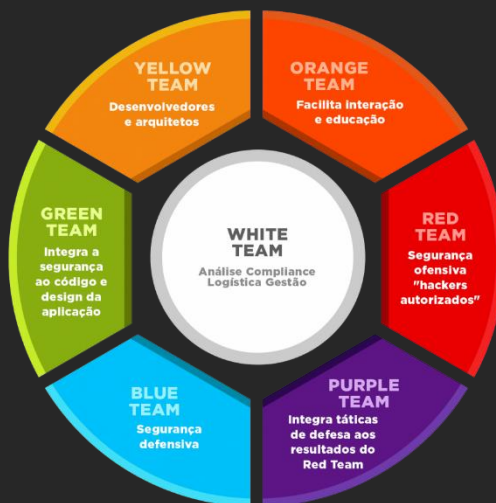 YELLOW
TEAM
Desenvolvedores
e arquitetos
ORANGE
TEAM
Facilita interação
e educação
GREEN
TEAM
Integra a
segurança
ao código e
design da
aplicação
WHITE
TEAM
Análise Compliance
Logística Gestão
RED
TEAM
Segurança
ofensiva
"hackers
autorizados"
BLUE
TEAM
Segurança
defensiva
PURPLE
TEAM
Integra táticas
de defesa aos
resultados do
Red Team